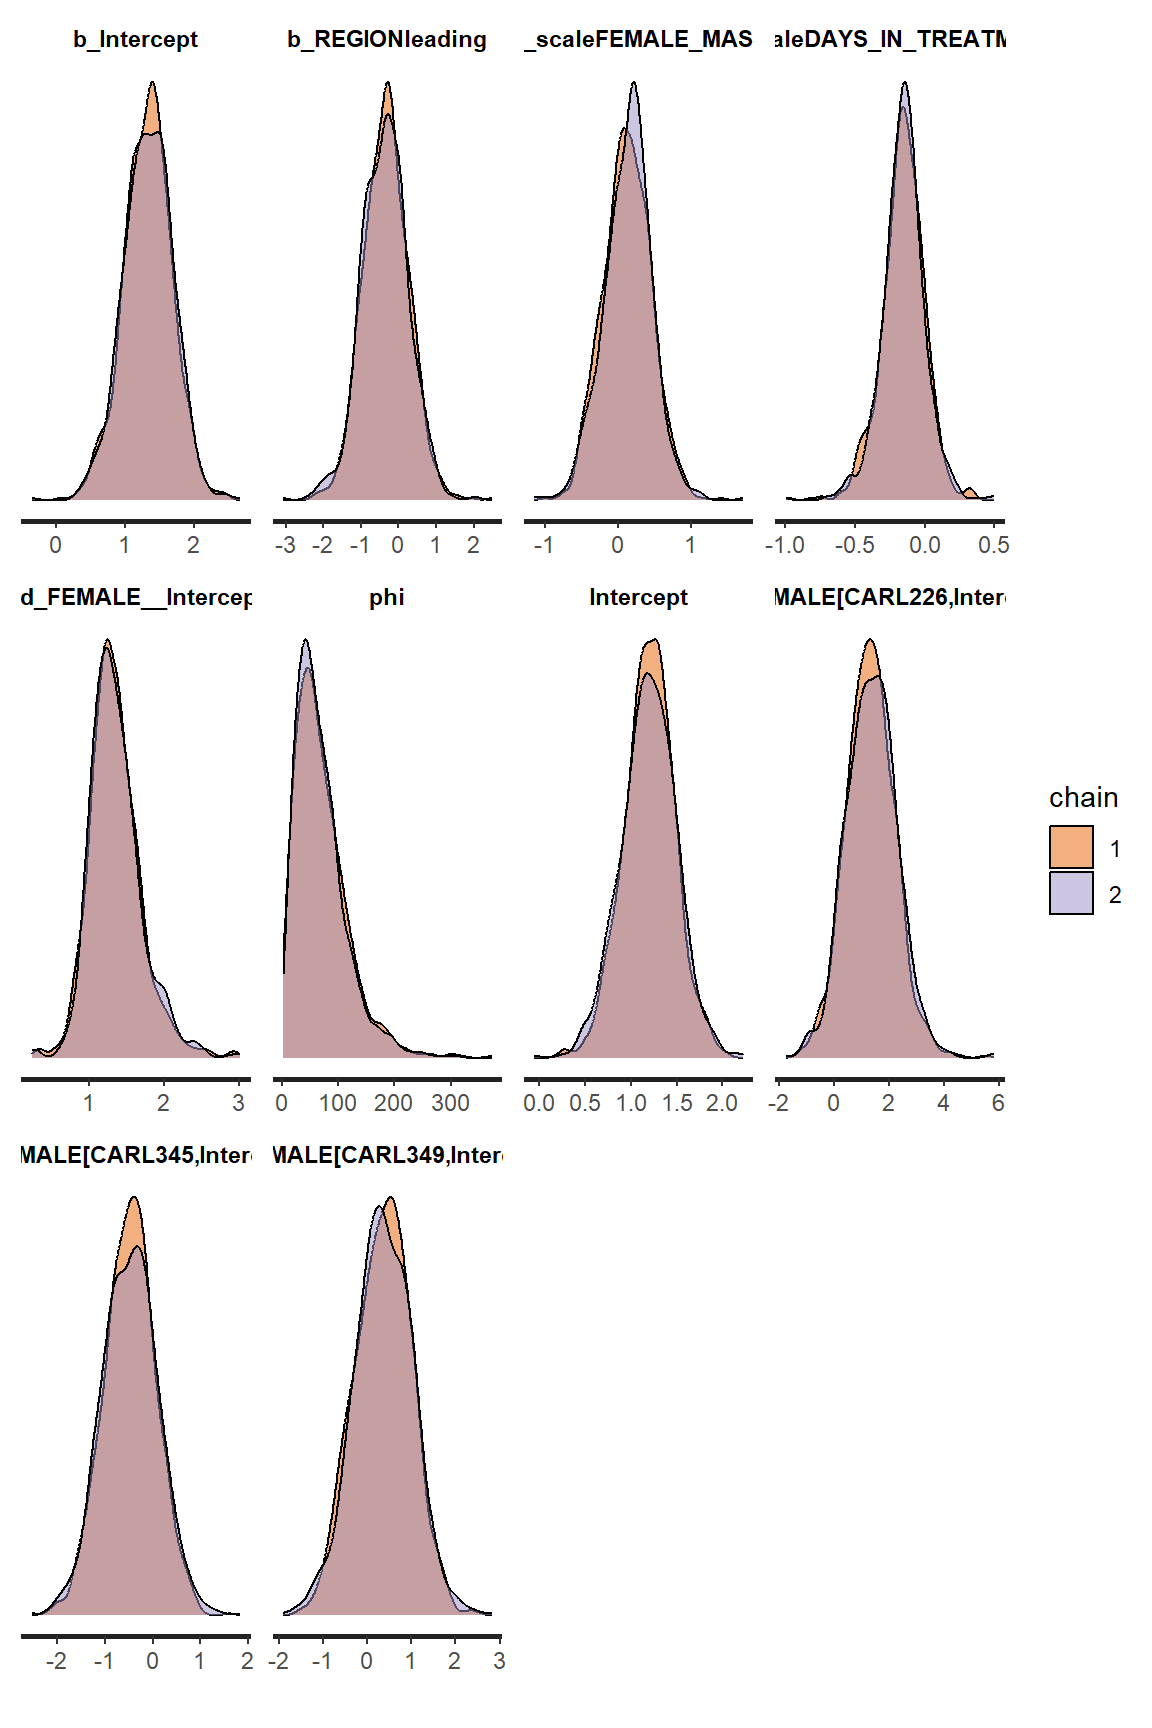 b_Intercept
b_REGIONleading
_scaleFEMALE_MAS
aleDAYS_IN_TREATM
0 1 2
-3 -2 -1 0 1 2
-1 0 1
-1.0 -0.5 0.0 0.5
d_FEMALE__Intercep
phi
Intercept
MALE[CARL226,Inter
1 2 3
0 100 200 300
0.0 0.5 1.0 1.5 2.0
-2 0 2 4 6
chain
1
2
MALE[CARL345,Inter
MALE[CARL349,Inter
-2 -1 0 1 2
-2 -1 0 1 2 3